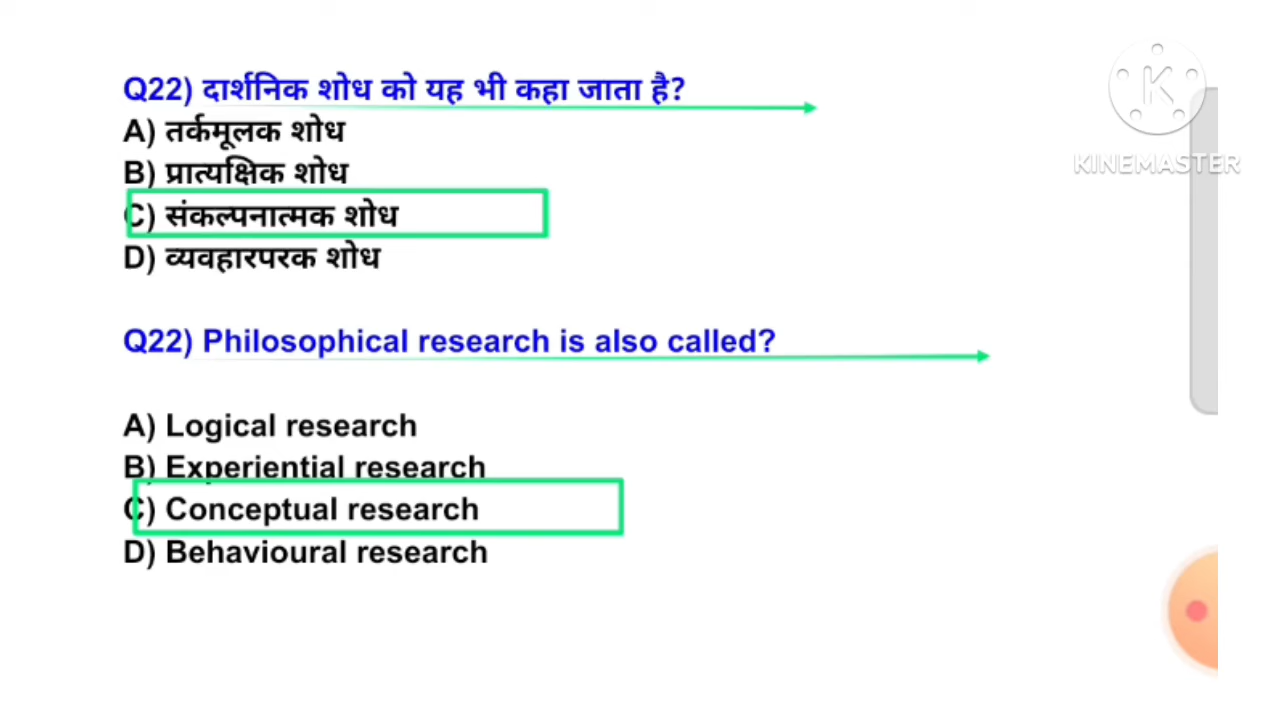 Q22) दार्शनिक शोध को यह भी कहा जाता है?
A) तर्कमूलक शोध
B) प्रात्यक्षिक शोध
C) संकल्पनात्मक शोध
D) व्यवहारपरक शोध
Q22) Philosophical research is also called?
A) Logical research
B) Experiential research
C) Conceptual research
D) Behavioural research
K
KINEMASTER